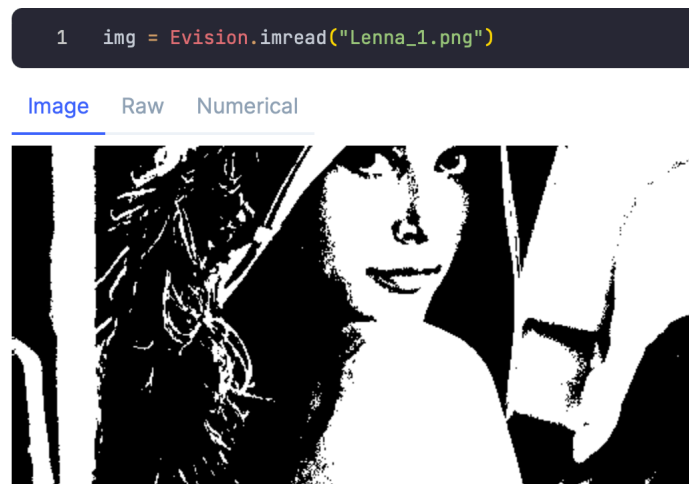 1 img = Evision.imread("Lenna_1.png")
Image Raw Numerical